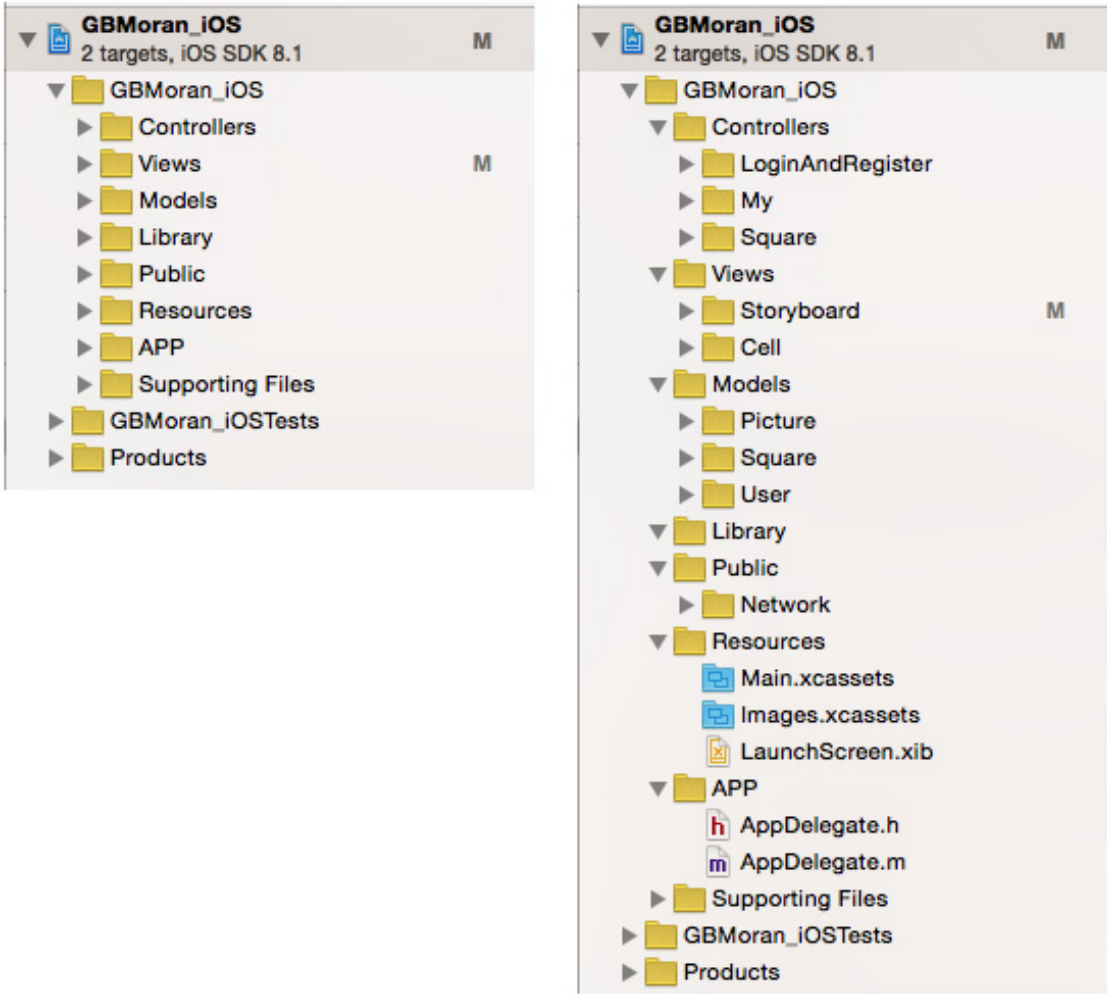 GBMoran_iOS
2 targets, iOS SDK 8.1
M
GBMoran_iOS
Controllers
Views
M
Models
Library
Public
Resources
APP
Supporting Files
GBMoran_iOSTests
Products
GBMoran_iOS
2 targets, iOS SDK 8.1
M
GBMoran_iOS
Controllers
LoginAndRegister
My
Square
Views
Storyboard
M
Cell
Models
Picture
Square
User
Library
Public
Network
Resources
Main.xcassets
Images.xcassets
LaunchScreen.xib
APP
h AppDelegate.h
m AppDelegate.m
Supporting Files
GBMoran_iOSTests
Products